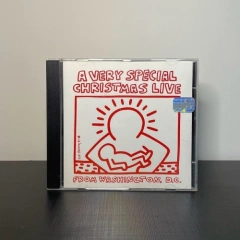 A VERY SPECIAL
CHRISTMAS LIVE
FROM WASHINGTON, D.C.